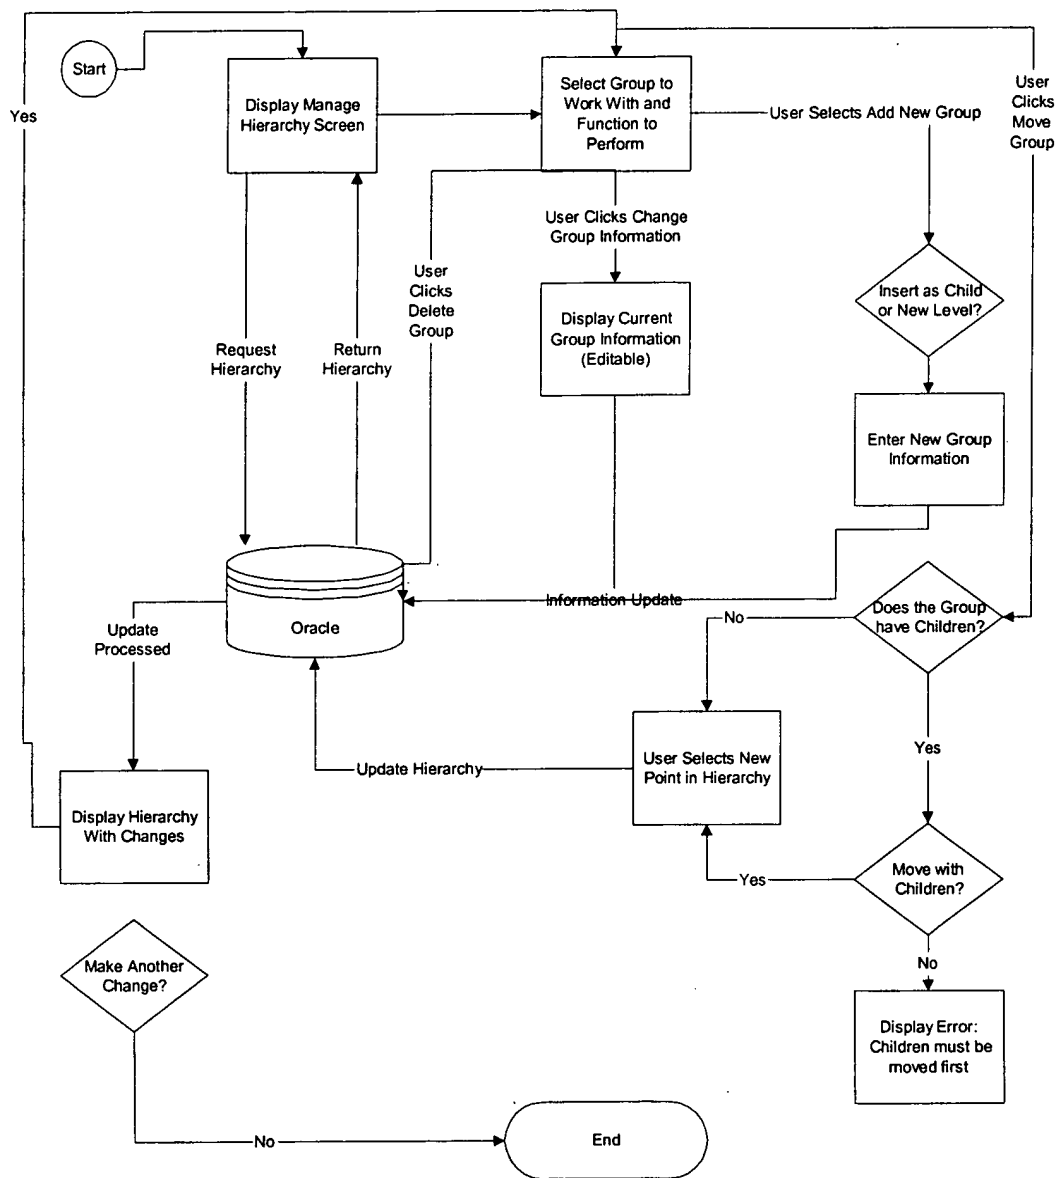 Start
Yes
Display Manage
Hierarchy Screen
Select Group to
Work With and
Function to
Perform
User Selects Add New Group
User
Clicks
Move
Group
User Clicks Change
Group Information
User
Clicks
Delete
Group
Insert as Child
or New Level?
Display Current
Group Information
(Editable)
Request
Hierarchy
Return
Hierarchy
Enter New Group
Information
Information Update
Oracle
Does the Group
have Children?
No
Update
Processed
Yes
User Selects New
Point in Hierarchy
Update Hierarchy
Display Hierarchy
With Changes
Move with
Children?
Yes
No
Make Another
Change?
Display Error:
Children must be
moved first
No
End